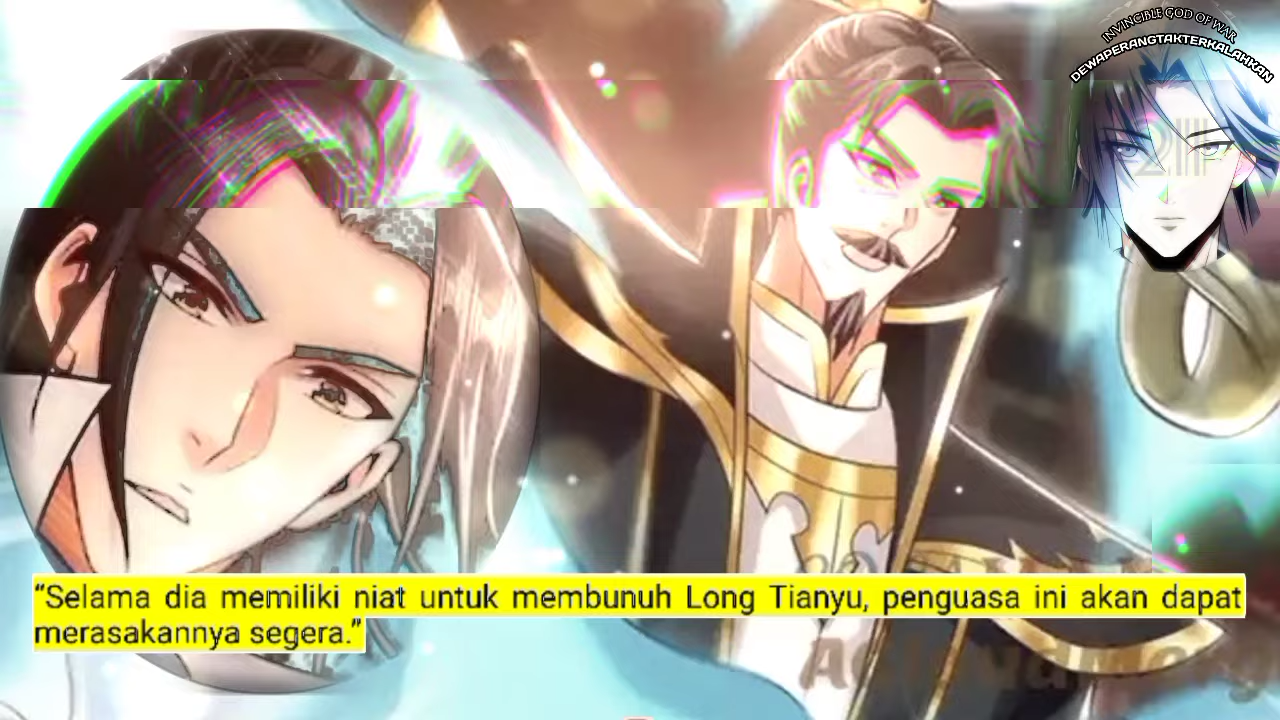 INVINCIBLE GOD OF WAR
DEWAPERANGTAKTERKALAHKAN
“Selama dia memiliki niat untuk membunuh Long Tianyu, penguasa ini akan dapat
merasakannya segera.”